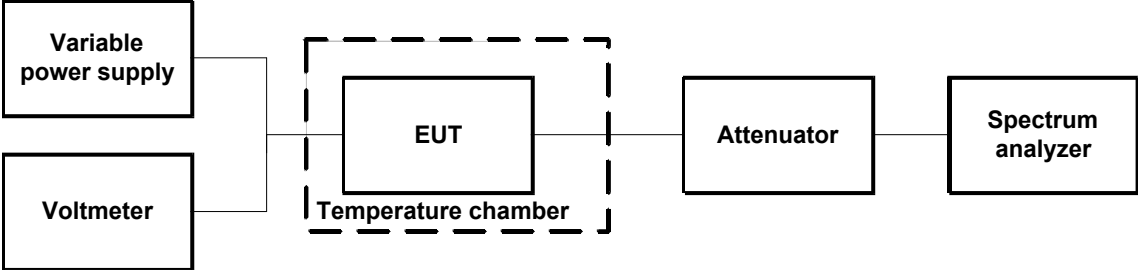 Variable
power supply
EUT
Attenuator
Spectrum
analyzer
Voltmeter
Temperature chamber